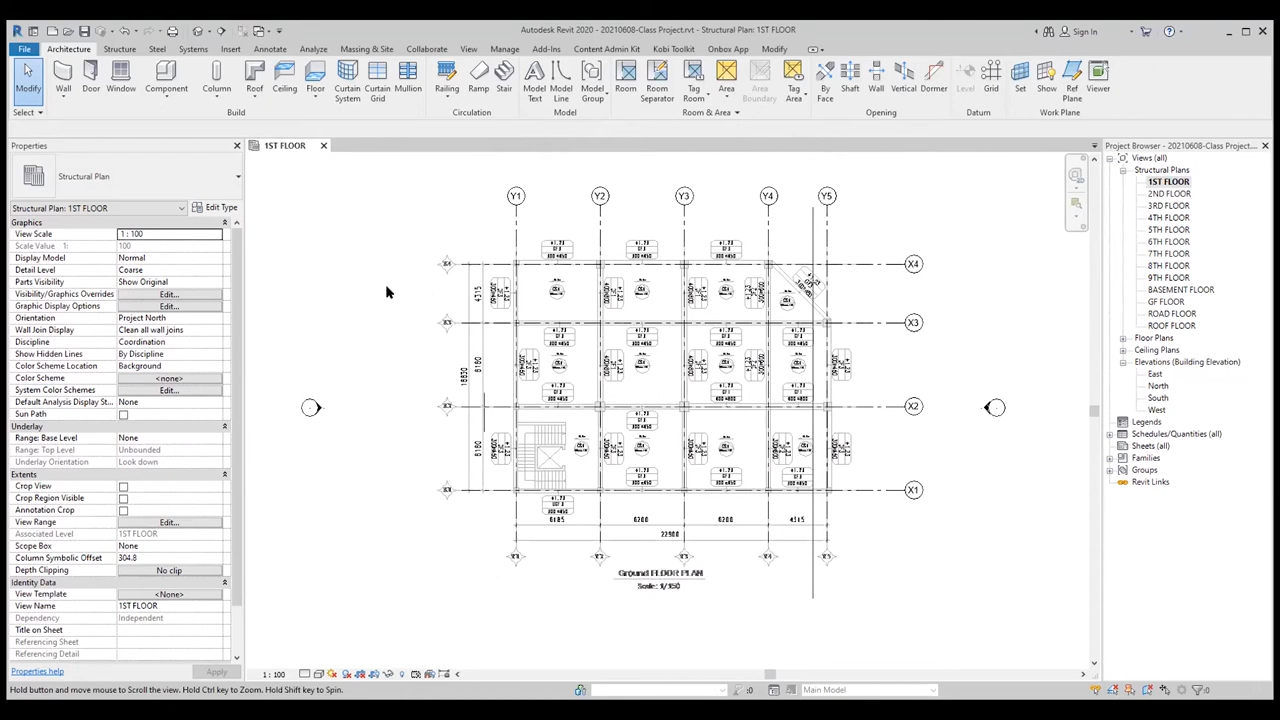 Autodesk Revit 2020 - 20210608-Class Project.rvt - Structural Plan: 1ST FLOOR
Sign In
File Architecture Structure Steel Systems Insert Annotate Analyze Massing & Site Collaborate View Manage Add-Ins Content Admin Kit Kobi Toolkit Onbox App Modify
Modify Wall Door Window Component Column Roof Ceiling Floor Curtain System Curtain Grid Mullion Railing Ramp Stair Model Text Model Line Model Group Room Room Separator Tag Room Area Area Boundary Tag Area By Face Shaft Wall Vertical Dormer Level Grid Set Show Ref Plane Viewer
Select Build Circulation Model Room & Area Opening Datum Work Plane
Properties
1ST FLOOR
Project Browser - 20210608-Class Project...
Structural Plan
Structural Plan: 1ST FLOOR
Edit Type
Graphics
View Scale 1 : 100
Scale Value 1: 100
Display Model Normal
Detail Level Coarse
Parts Visibility Show Original
Visibility/Graphics Overrides Edit...
Graphic Display Options Edit...
Orientation Project North
Wall Join Display Clean all wall joins
Discipline Coordination
Show Hidden Lines By Discipline
Color Scheme Location Background
Color Scheme <none>
System Color Schemes Edit...
Default Analysis Display St... None
Sun Path
Underlay
Range: Base Level None
Range: Top Level Unbounded
Underlay Orientation Look down
Extents
Crop View
Crop Region Visible
Annotation Crop
View Range Edit...
Associated Level 1ST FLOOR
Scope Box None
Column Symbolic Offset 304.8
Depth Clipping No clip
Identity Data
View Template <None>
View Name 1ST FLOOR
Dependency Independent
Title on Sheet
Referencing Sheet
Referencing Detail
Properties help
Apply
Y1 Y2 Y3 Y4 Y5
X4
X3
X2
X1
4315
6180
6180
6185 6200 6200 4315
22900
Ground FLOOR PLAN
Scale: 1/150
Views (all)
Structural Plans
1ST FLOOR
2ND FLOOR
3RD FLOOR
4TH FLOOR
5TH FLOOR
6TH FLOOR
7TH FLOOR
8TH FLOOR
9TH FLOOR
BASEMENT FLOOR
GF FLOOR
ROAD FLOOR
ROOF FLOOR
Floor Plans
Ceiling Plans
Elevations (Building Elevation)
East
North
South
West
Legends
Schedules/Quantities (all)
Sheets (all)
Families
Groups
Revit Links
1 : 100
Hold button and move mouse to Scroll the view. Hold Ctrl key to Zoom. Hold Shift key to Spin.
:0
Main Model
:0